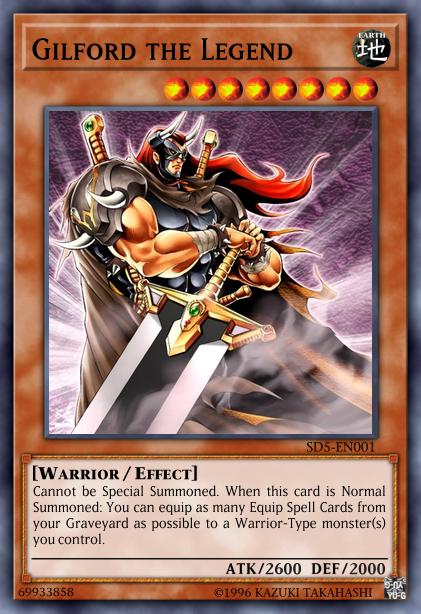 Gilford the Legend
EARTH
地
SD5-EN001
[Warrior / Effect]
Cannot be Special Summoned. When this card is Normal
Summoned: You can equip as many Equip Spell Cards from
your Graveyard as possible to a Warrior-Type monster(s)
you control.
ATK/2600 DEF/2000
69933858
©1996 KAZUKI TAKAHASHI